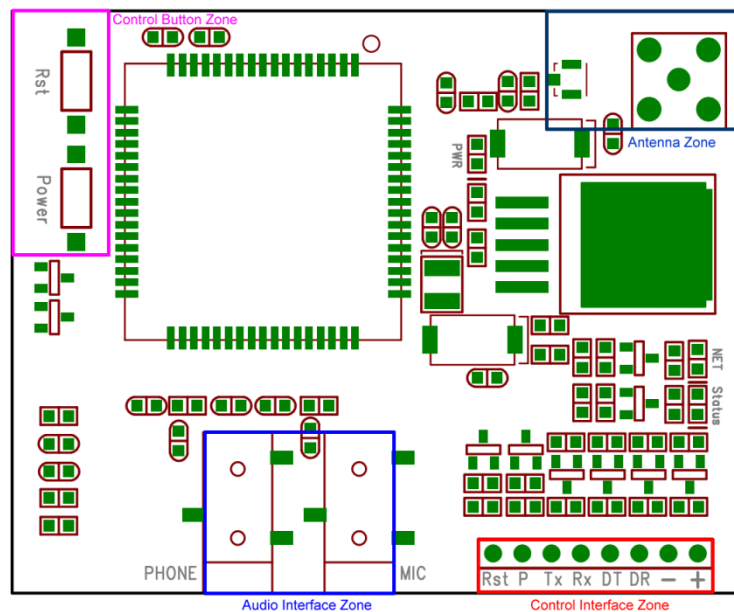 Control Button Zone
Rst
Antenna Zone
PWR
Power
NET
Status
PHONE
MIC
Rst P Tx Rx DT DR − +
Audio Interface Zone
Control Interface Zone